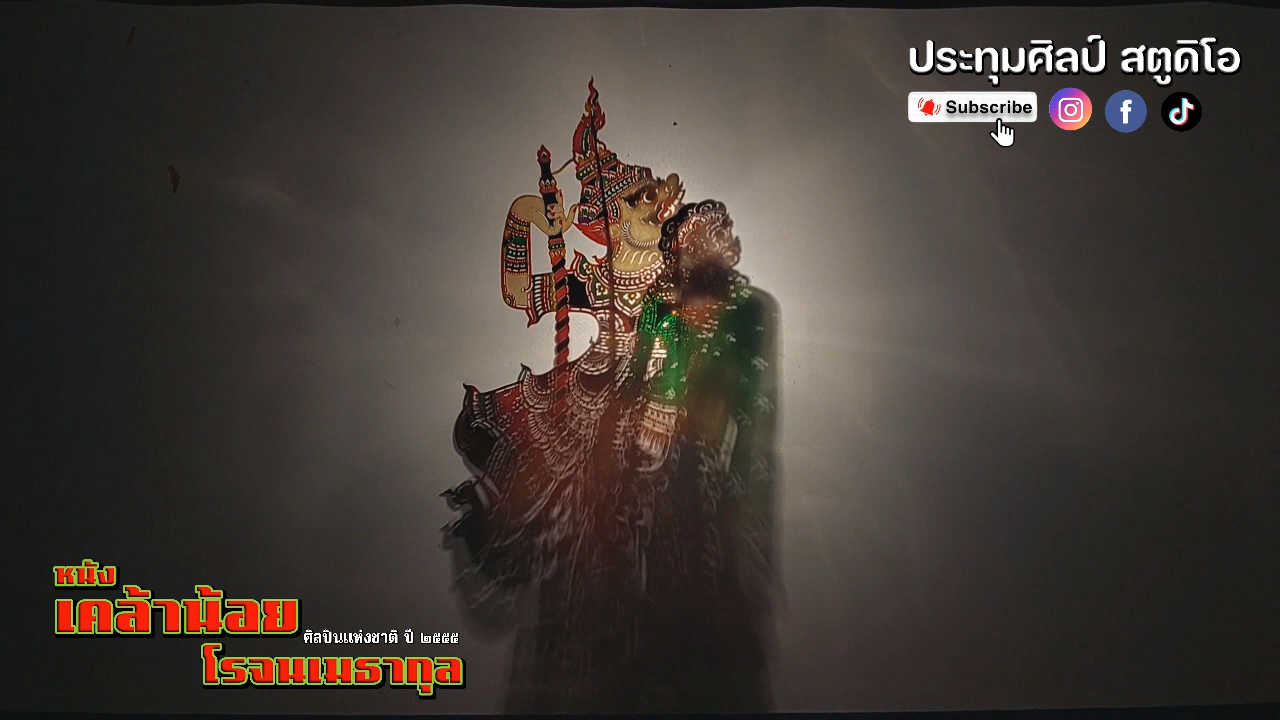 ประทุมศิลป์ สตูดิโอ
Subscribe
หนัง
เคล้าน้อย
ศิลปินแห่งชาติ ปี ๒๕๕๕
โรจนเมธากุล